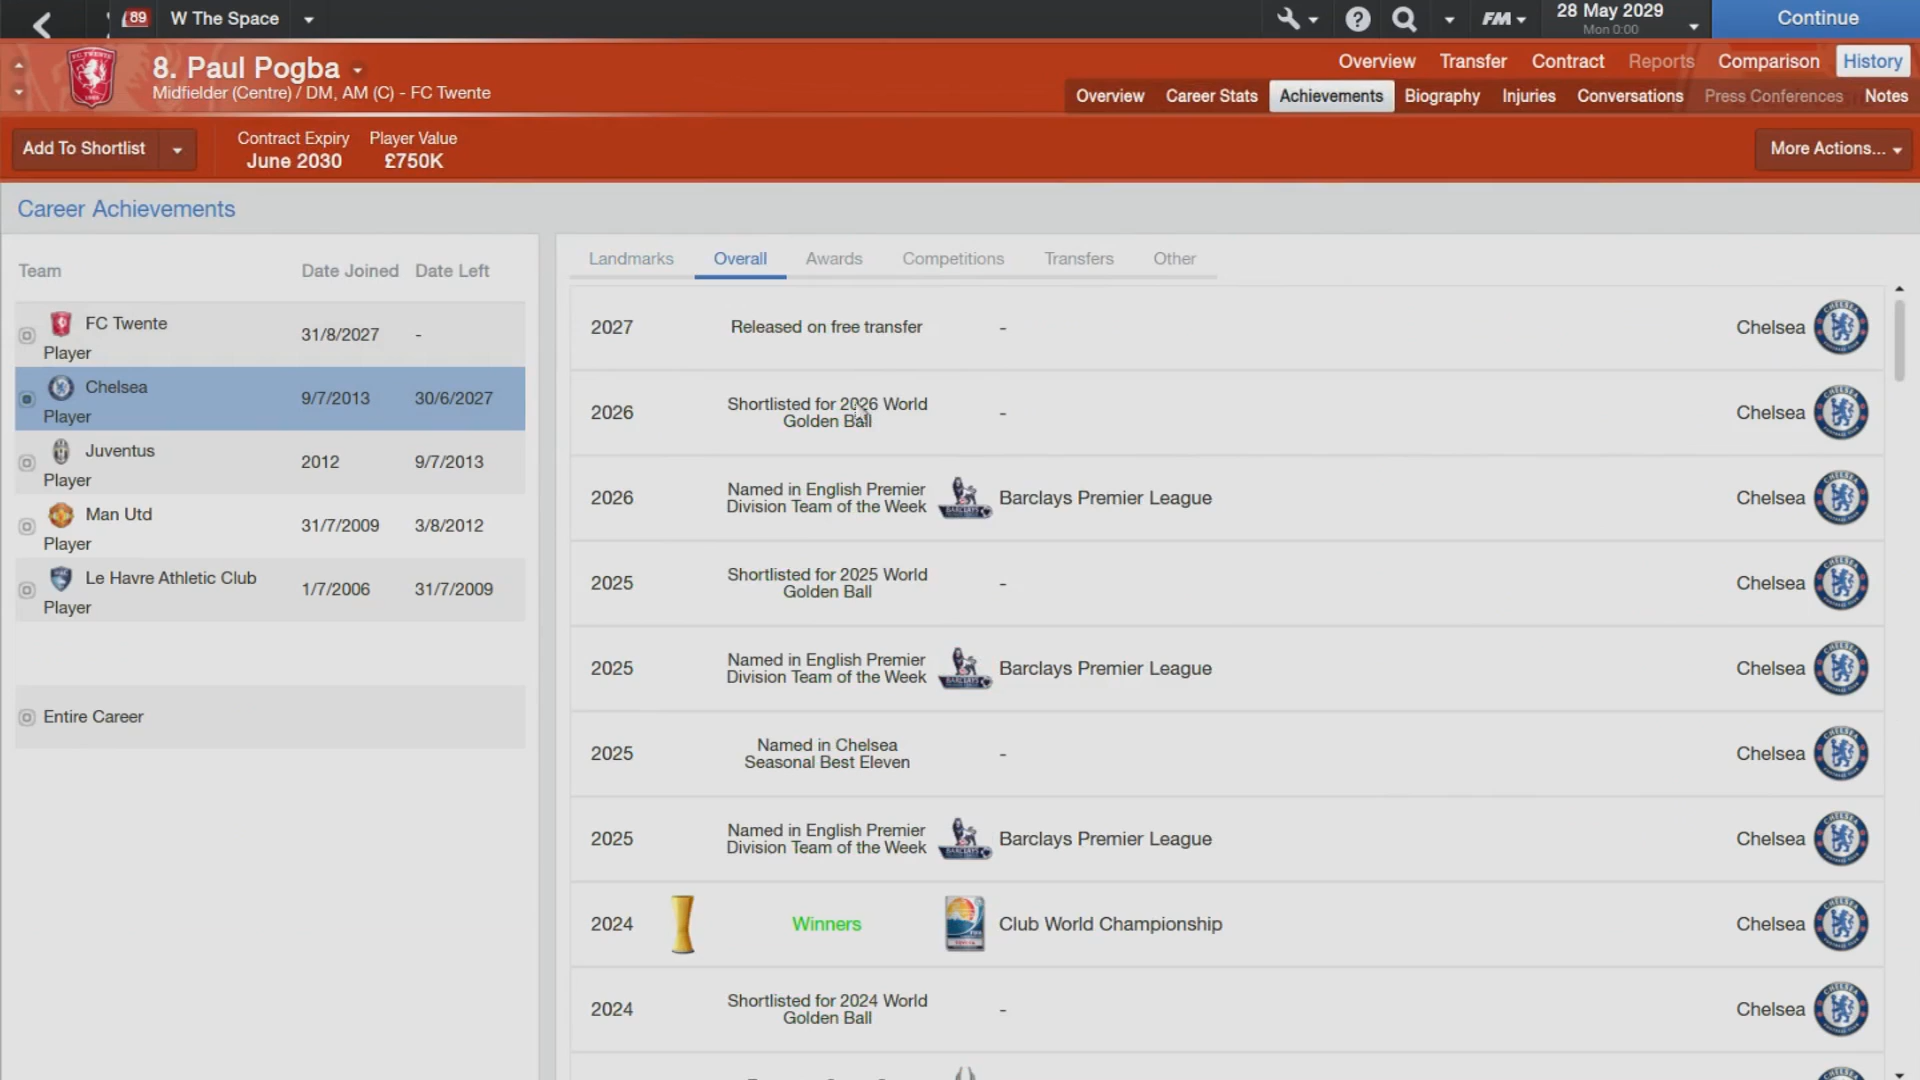 89 W The Space
FM
28 May 2029
Mon 0:00
Continue
8. Paul Pogba
Midfielder (Centre) / DM, AM (C) - FC Twente
Overview Transfer Contract Reports Comparison History
Overview Career Stats Achievements Biography Injuries Conversations Press Conferences Notes
Add To Shortlist
Contract Expiry
June 2030
Player Value
£750K
More Actions...
Career Achievements
Team Date Joined Date Left
FC Twente 31/8/2027 -
Player
Chelsea 9/7/2013 30/6/2027
Player
Juventus 2012 9/7/2013
Player
Man Utd 31/7/2009 3/8/2012
Player
Le Havre Athletic Club 1/7/2006 31/7/2009
Player
Entire Career
Landmarks Overall Awards Competitions Transfers Other
2027 Released on free transfer - Chelsea
2026 Shortlisted for 2026 World
Golden Ball - Chelsea
2026 Named in English Premier
Division Team of the Week Barclays Premier League Chelsea
2025 Shortlisted for 2025 World
Golden Ball - Chelsea
2025 Named in English Premier
Division Team of the Week Barclays Premier League Chelsea
2025 Named in Chelsea
Seasonal Best Eleven - Chelsea
2025 Named in English Premier
Division Team of the Week Barclays Premier League Chelsea
2024 Winners Club World Championship Chelsea
2024 Shortlisted for 2024 World
Golden Ball - Chelsea